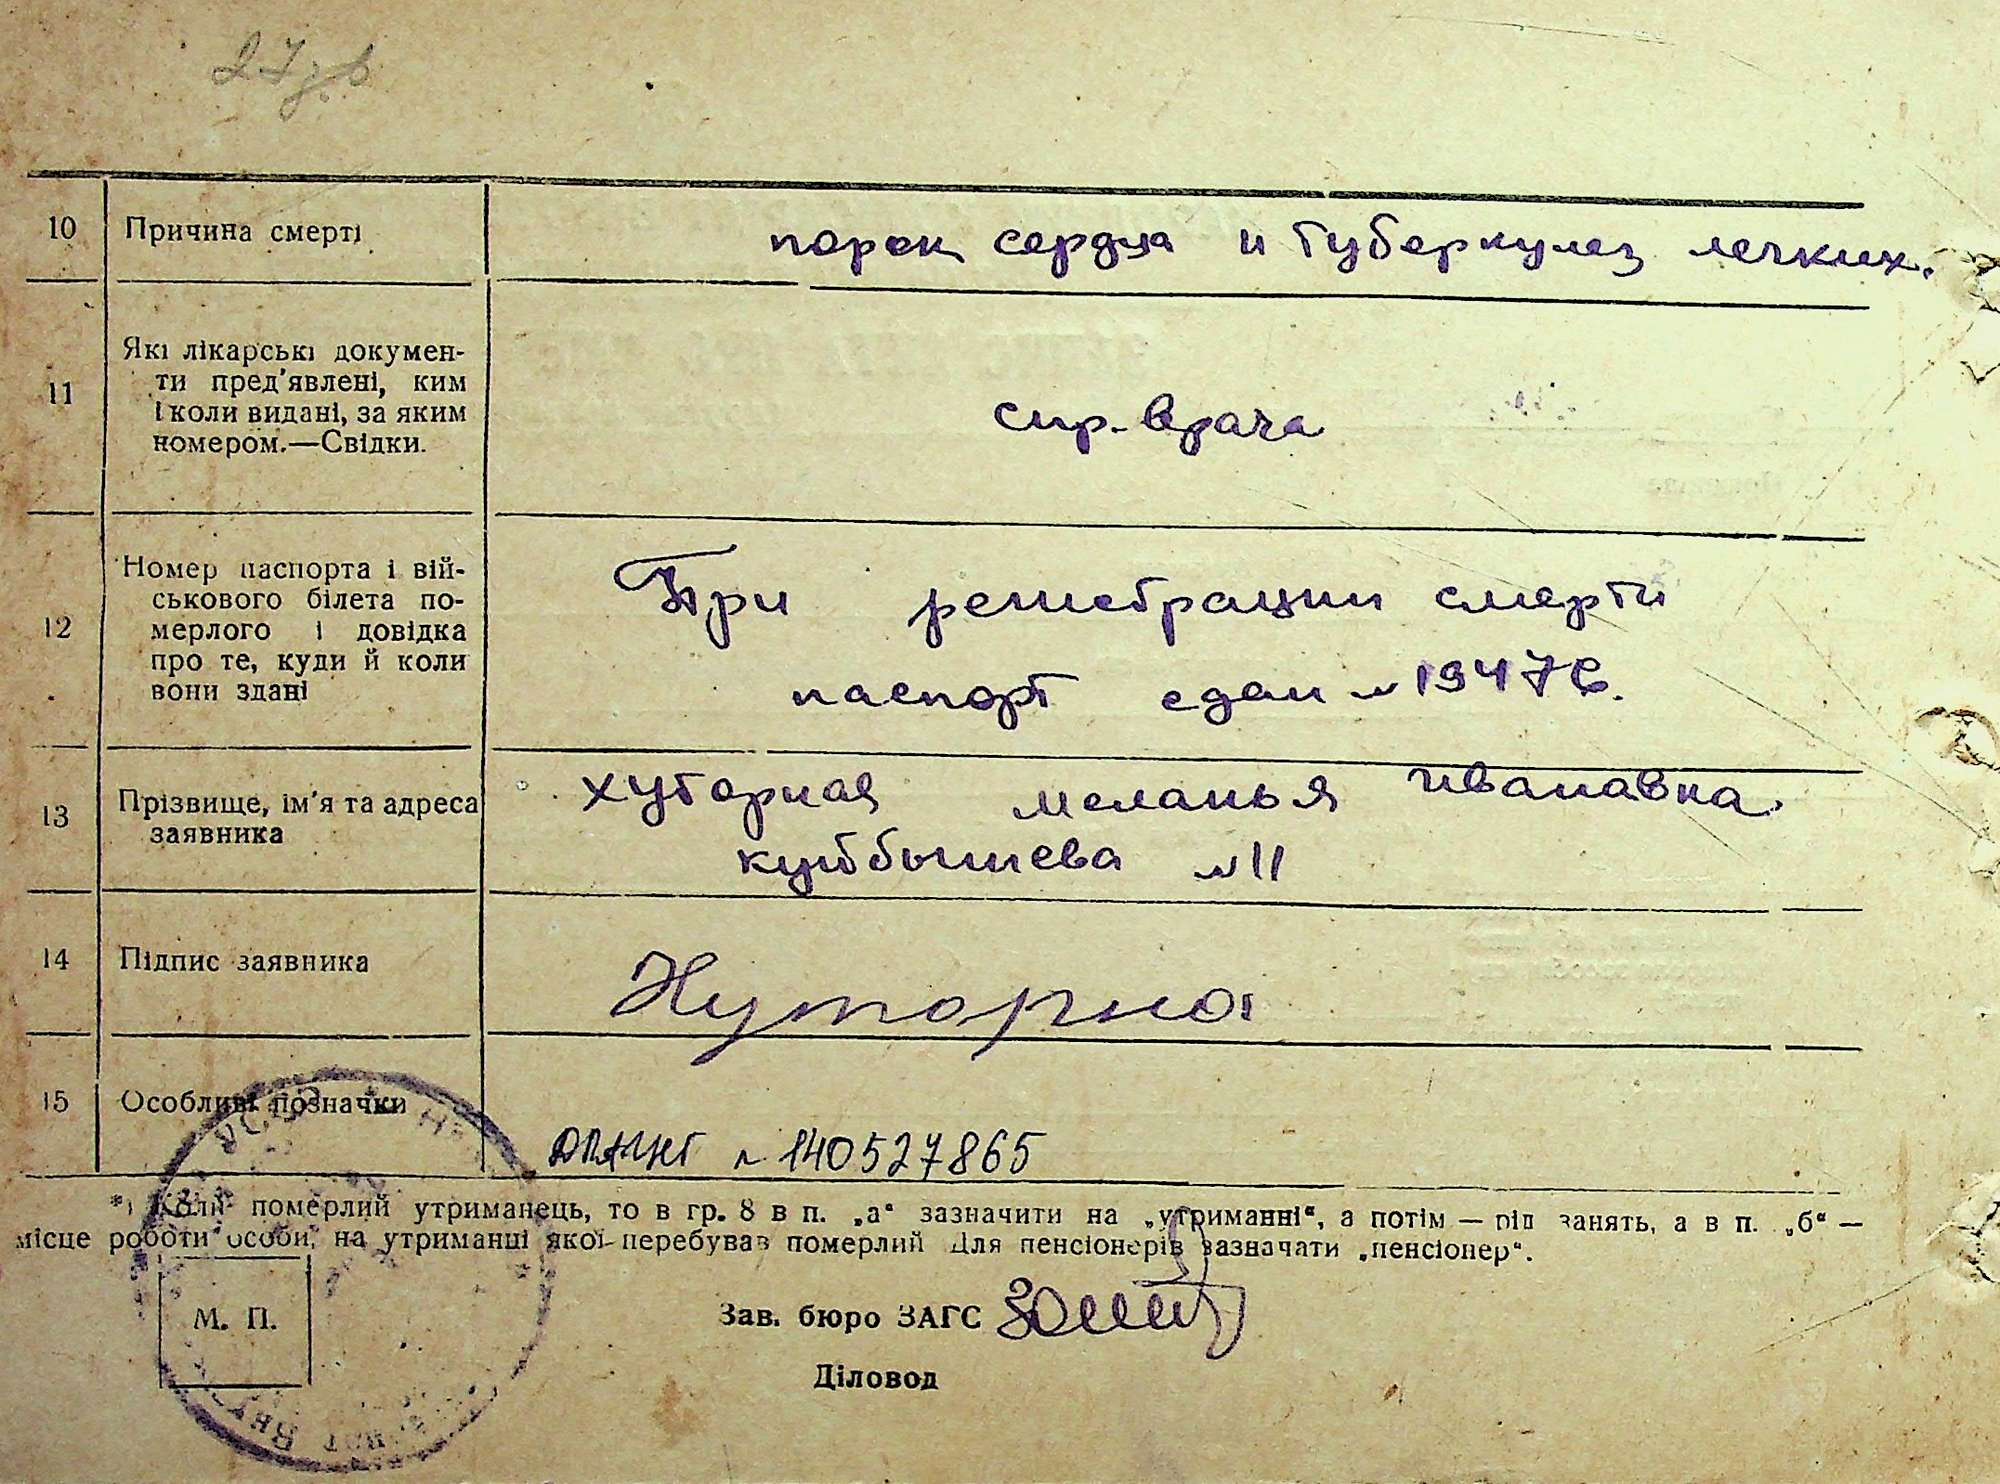 10 Причина смерті порок сердца и туберкулез легких.
11 Які лікарські докумен-
ти пред'явлені, ким
і коли видані, за яким
номером.—Свідки.
спр. врача
12 Номер паспорта і вій-
ськового білета по-
мерлого і довідка
про те, куди й коли
вони здані
При регистрации смерти
паспорт сдан №
13 Прізвище, ім'я та адреса
заявника
хуторная меланья ивановна
куйбышева №11
14 Підпис заявника Хуторна
15 Особливі позначки
№ 140527865
*) Коли померлий утриманець, то в гр. 8 в п. „а“ зазначити на „утриманні“, а потім — рід занять, а в п. „б“ —
місце роботи особи, на утриманні якої перебував померлий Для пенсіонерів зазначати „пенсіонер“.
М. П.
Зав. бюро ЗАГС
Діловод